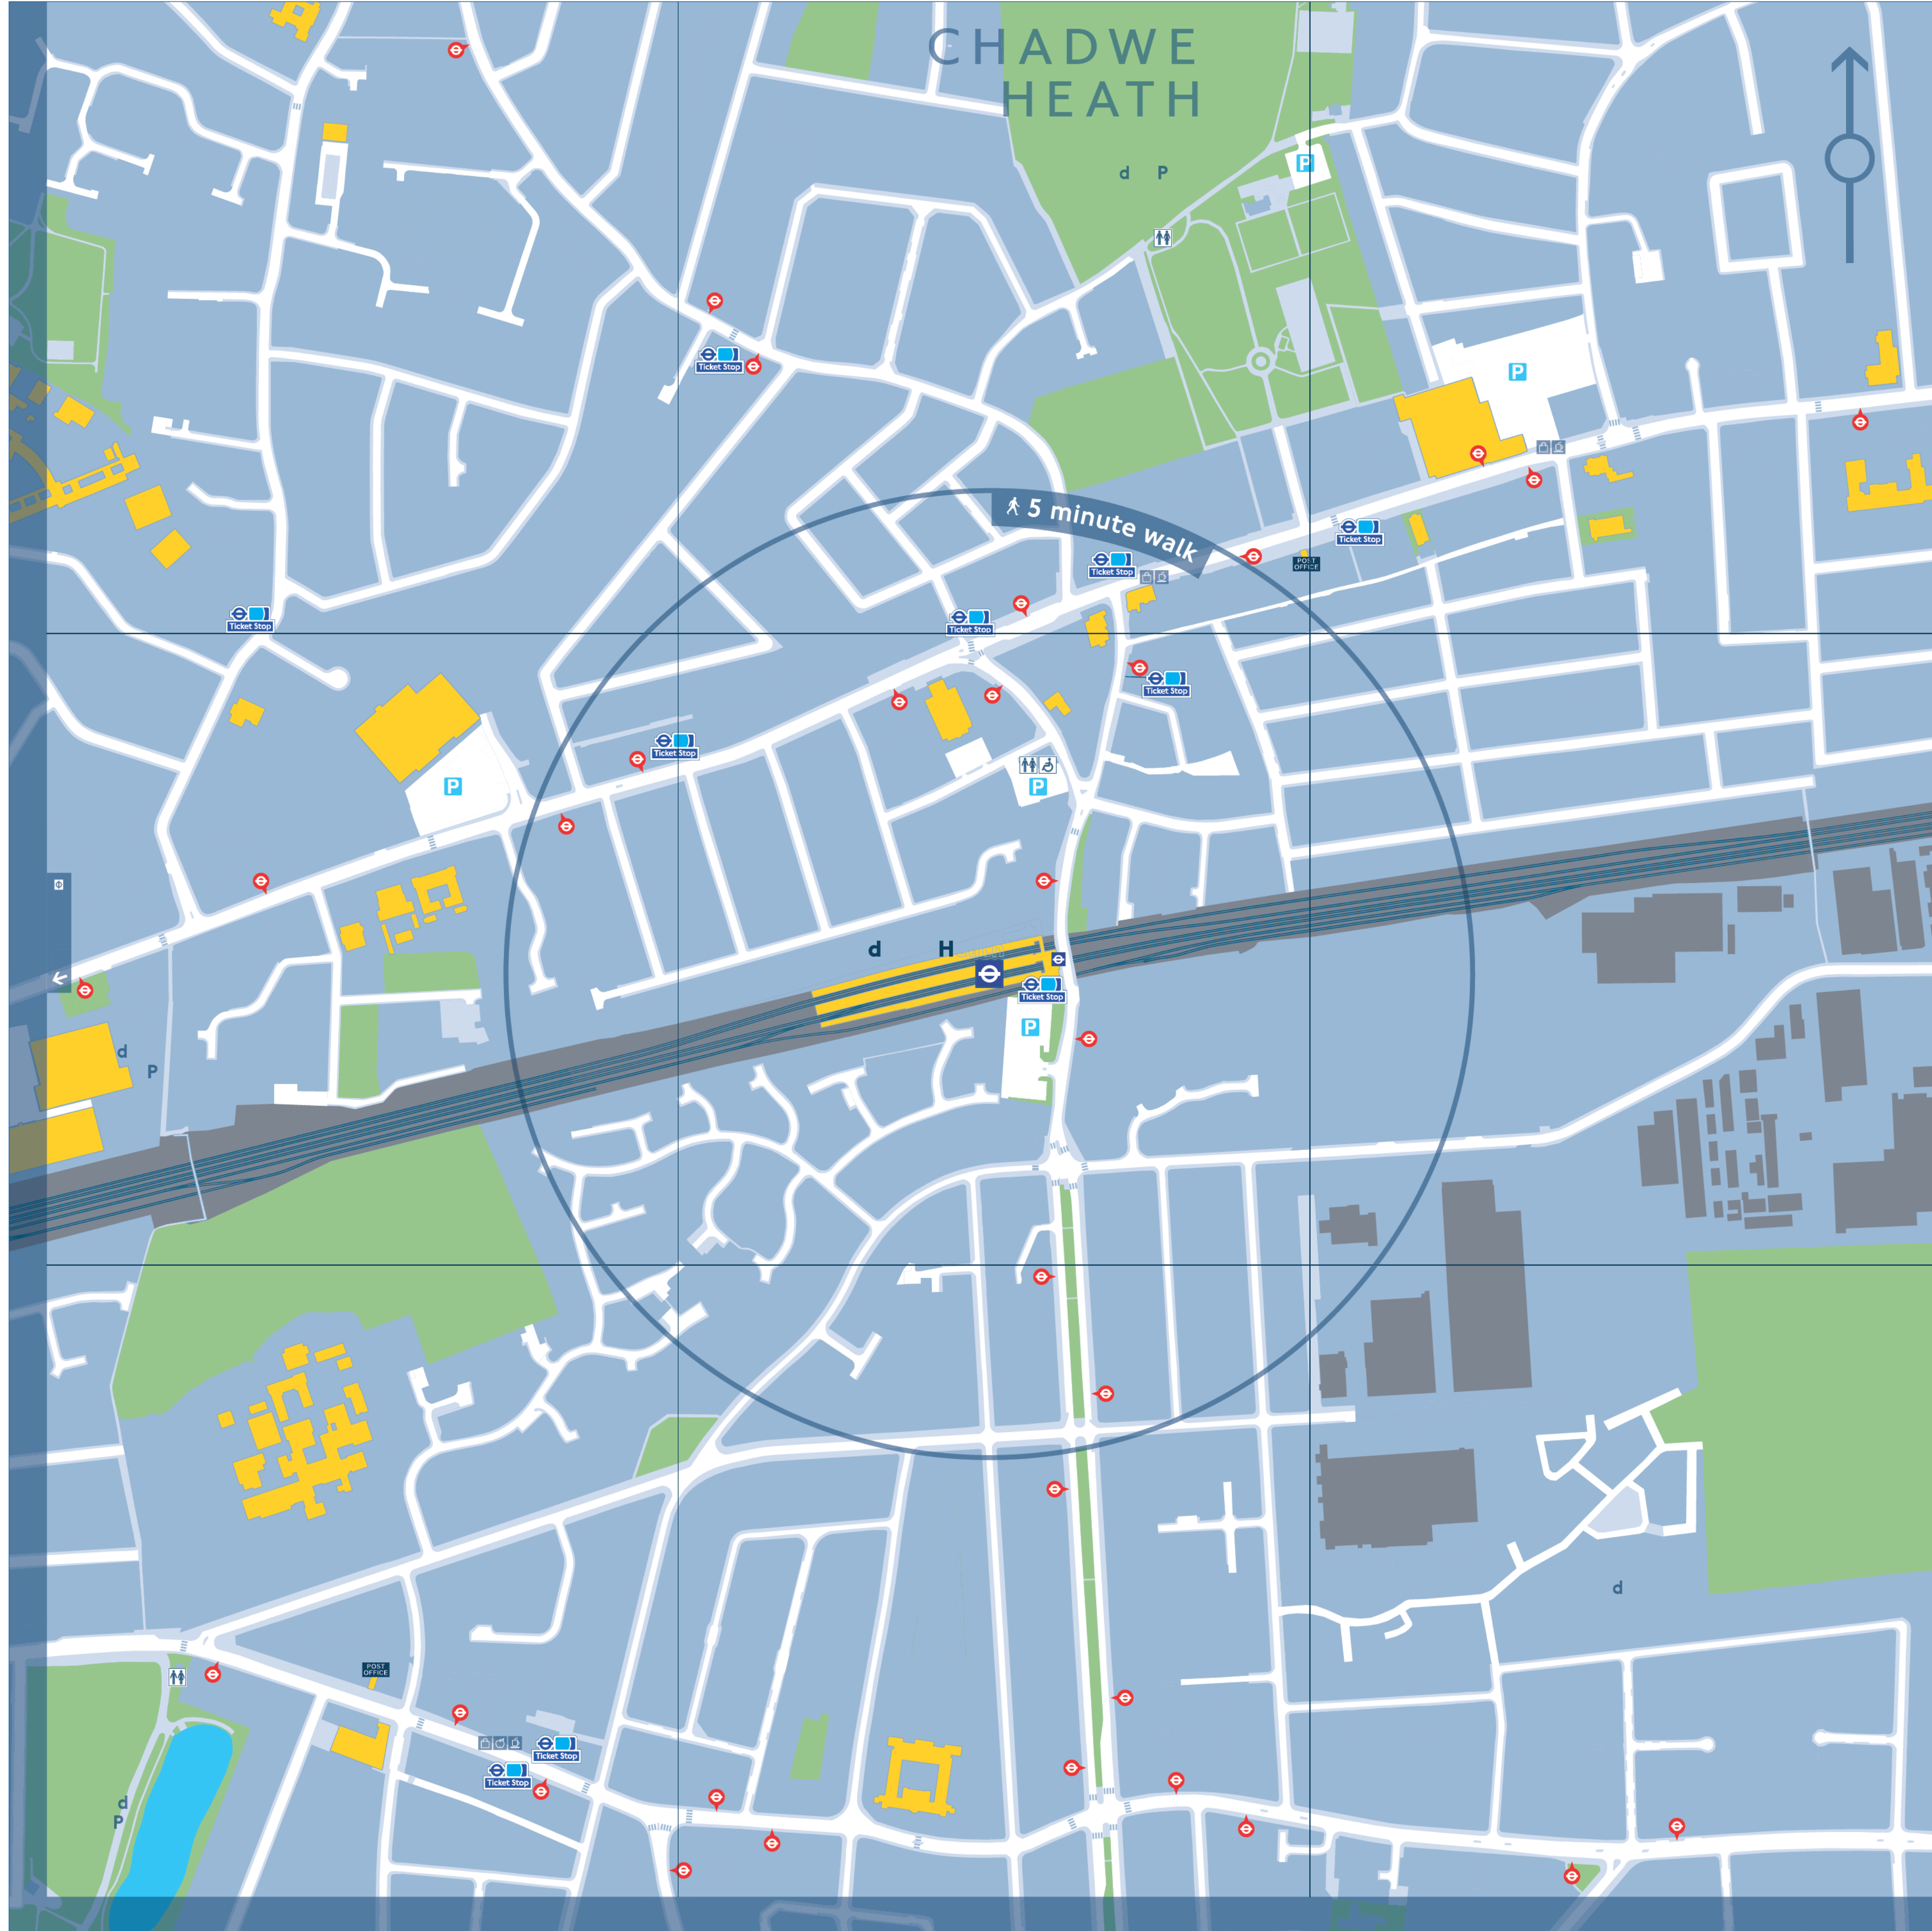 CHADWE
HEATH
d P
P
Ticket Stop
P
5 minute walk
Ticket Stop
Ticket Stop
POST
OFFICE
Ticket Stop
Ticket Stop
Ticket Stop
Ticket Stop
P
P
d H
Ticket Stop
P
d
P
d
POST
OFFICE
Ticket Stop
Ticket Stop
d
P